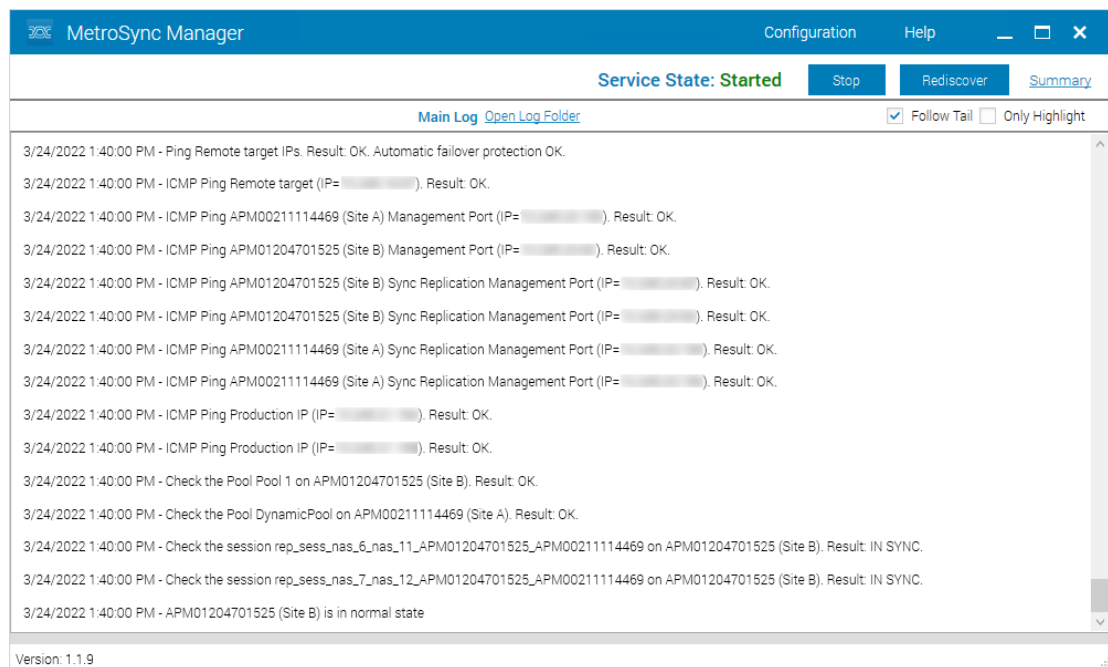 MetroSync Manager Configuration Help
Service State: Started Stop Rediscover Summary
Main Log Open Log Folder Follow Tail Only Highlight
3/24/2022 1:40:00 PM - Ping Remote target IPs. Result: OK. Automatic failover protection OK.
3/24/2022 1:40:00 PM - ICMP Ping Remote target (IP= ). Result: OK.
3/24/2022 1:40:00 PM - ICMP Ping APM00211114469 (Site A) Management Port (IP= ). Result: OK.
3/24/2022 1:40:00 PM - ICMP Ping APM01204701525 (Site B) Management Port (IP= ). Result: OK.
3/24/2022 1:40:00 PM - ICMP Ping APM01204701525 (Site B) Sync Replication Management Port (IP= ). Result: OK.
3/24/2022 1:40:00 PM - ICMP Ping APM01204701525 (Site B) Sync Replication Management Port (IP= ). Result: OK.
3/24/2022 1:40:00 PM - ICMP Ping APM00211114469 (Site A) Sync Replication Management Port (IP= ). Result: OK.
3/24/2022 1:40:00 PM - ICMP Ping APM00211114469 (Site A) Sync Replication Management Port (IP= ). Result: OK.
3/24/2022 1:40:00 PM - ICMP Ping Production IP (IP= ). Result: OK.
3/24/2022 1:40:00 PM - ICMP Ping Production IP (IP= ). Result: OK.
3/24/2022 1:40:00 PM - Check the Pool Pool 1 on APM01204701525 (Site B). Result: OK.
3/24/2022 1:40:00 PM - Check the Pool DynamicPool on APM00211114469 (Site A). Result: OK.
3/24/2022 1:40:00 PM - Check the session rep_sess_nas_6_nas_11_APM01204701525_APM00211114469 on APM01204701525 (Site B). Result: IN SYNC.
3/24/2022 1:40:00 PM - Check the session rep_sess_nas_7_nas_12_APM01204701525_APM00211114469 on APM01204701525 (Site B). Result: IN SYNC.
3/24/2022 1:40:00 PM - APM01204701525 (Site B) is in normal state
Version: 1.1.9